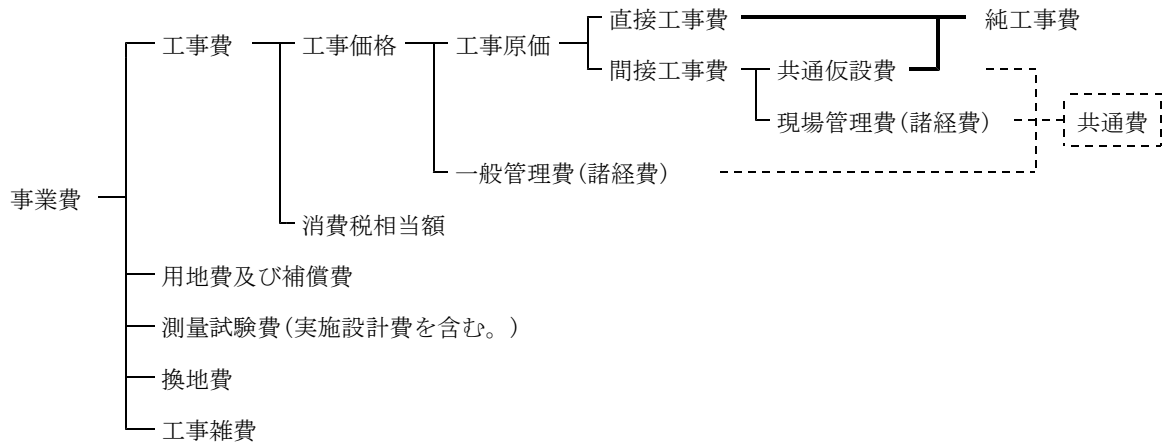 直接工事費 純工事費
工事費 工事価格 工事原価
間接工事費 共通仮設費
現場管理費(諸経費) 共通費
一般管理費(諸経費)
事業費
消費税相当額
用地費及び補償費
測量試験費(実施設計費を含む。)
換地費
工事雑費